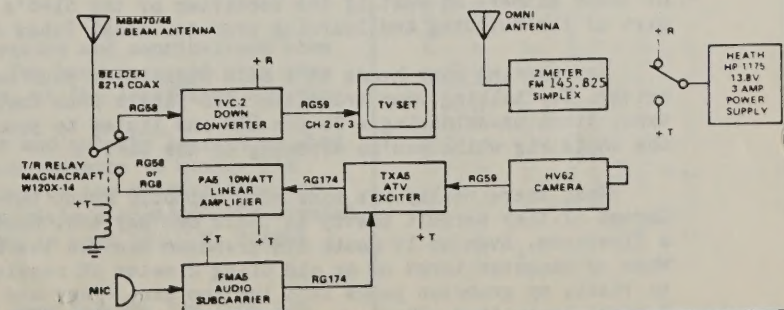 MBM70/48
J BEAM ANTENNA
BELDEN
8214 COAX
RG58
TVC-2
DOWN
CONVERTER
+ R
RG59
CH 2 or 3
TV SET
OMNI
ANTENNA
2 METER
FM 145.825
SIMPLEX
+ R
+ T
HEATH
HP 1175
13.8V
3 AMP
POWER
SUPPLY
T/R RELAY
MAGNACRAFT
W120X-14
+T
RG58
or
RG8
PA5 10WATT
LINEAR
AMPLIFIER
+ T
+ T
RG174
TXA5
ATV
EXCITER
+ T
RG59
HV62
CAMERA
MIC
FMA5
AUDIO
SUBCARRIER
RG174